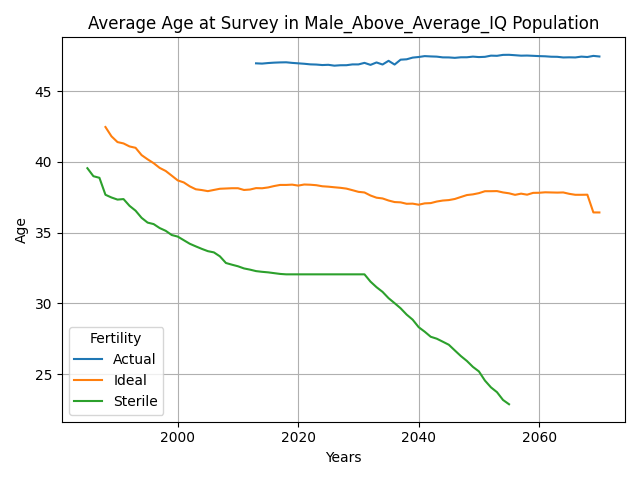 Average Age at Survey in Male_Above_Average_IQ Population
Age
45
40
35
30
25
Fertility
Actual
Ideal
Sterile
2000
2020
2040
2060
Years